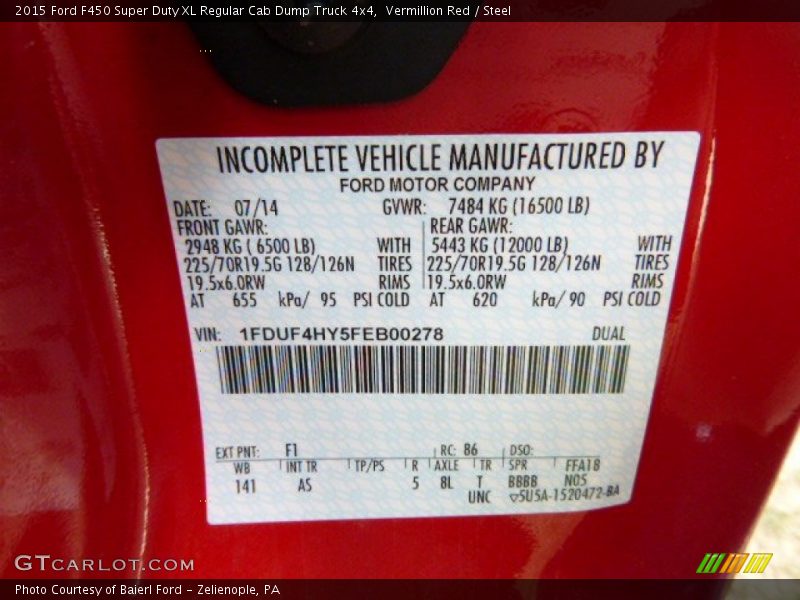 2015 Ford F450 Super Duty XL Regular Cab Dump Truck 4x4, Vermillion Red / Steel
INCOMPLETE VEHICLE MANUFACTURED BY
FORD MOTOR COMPANY
DATE: 07/14 GVWR: 7484 KG (16500 LB)
FRONT GAWR: REAR GAWR:
2948 KG ( 6500 LB) WITH 5443 KG (12000 LB) WITH
225/70R19.5G 128/126N TIRES 225/70R19.5G 128/126N TIRES
19.5x6.0RW RIMS 19.5x6.0RW RIMS
AT 655 kPa/ 95 PSI COLD AT 620 kPa/ 90 PSI COLD
VIN: 1FDUF4HY5FEB00278 DUAL
EXT PNT: F1 RC: 86 DSO:
WB INT TR TP/PS R AXLE TR SPR FFA18
141 AS 5 8L T BBBB N05
UNC ▽5U5A-1520472-BA
GTCARLOT.COM
Photo Courtesy of Baierl Ford - Zelienople, PA